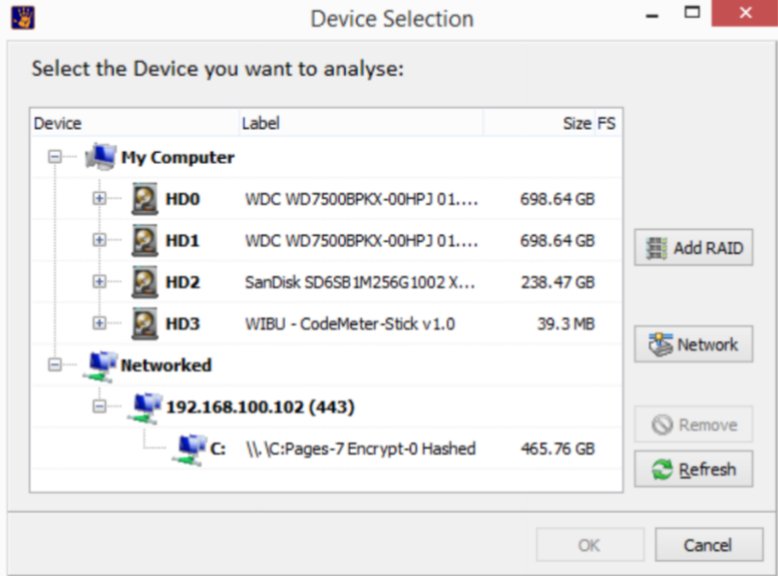 Device Selection
Select the Device you want to analyse:
Device Label Size FS
My Computer
HD0 WDC WD7500BPKX-00HPJ 01.... 698.64 GB
HD1 WDC WD7500BPKX-00HPJ 01.... 698.64 GB
Add RAID
HD2 SanDisk SD6SB1M256G1002 X... 238.47 GB
HD3 WIBU - CodeMeter-Stick v1.0 39.3 MB
Network
Networked
192.168.100.102 (443)
Remove
C: \\.\C:Pages-7 Encrypt-0 Hashed 465.76 GB
Refresh
OK Cancel